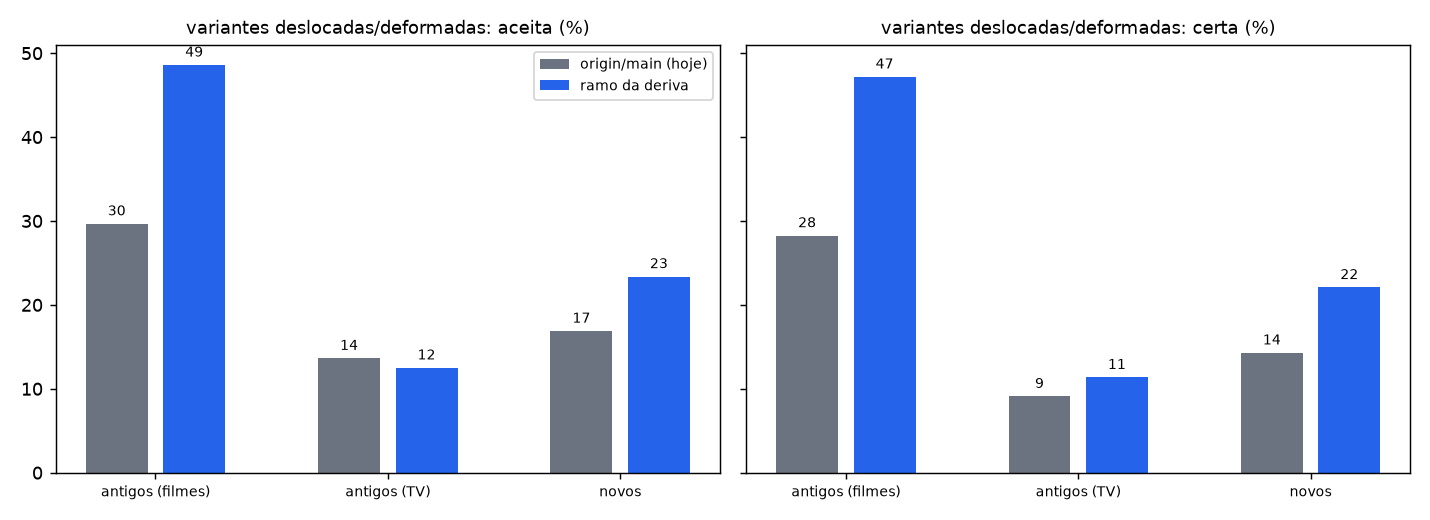 variantes deslocadas/deformadas: aceita (%)
50
40
30
20
10
0
49
30
14
12
17
23
origin/main (hoje)
ramo da deriva
antigos (filmes)
antigos (TV)
novos
variantes deslocadas/deformadas: certa (%)
28
47
9
11
14
22
antigos (filmes)
antigos (TV)
novos